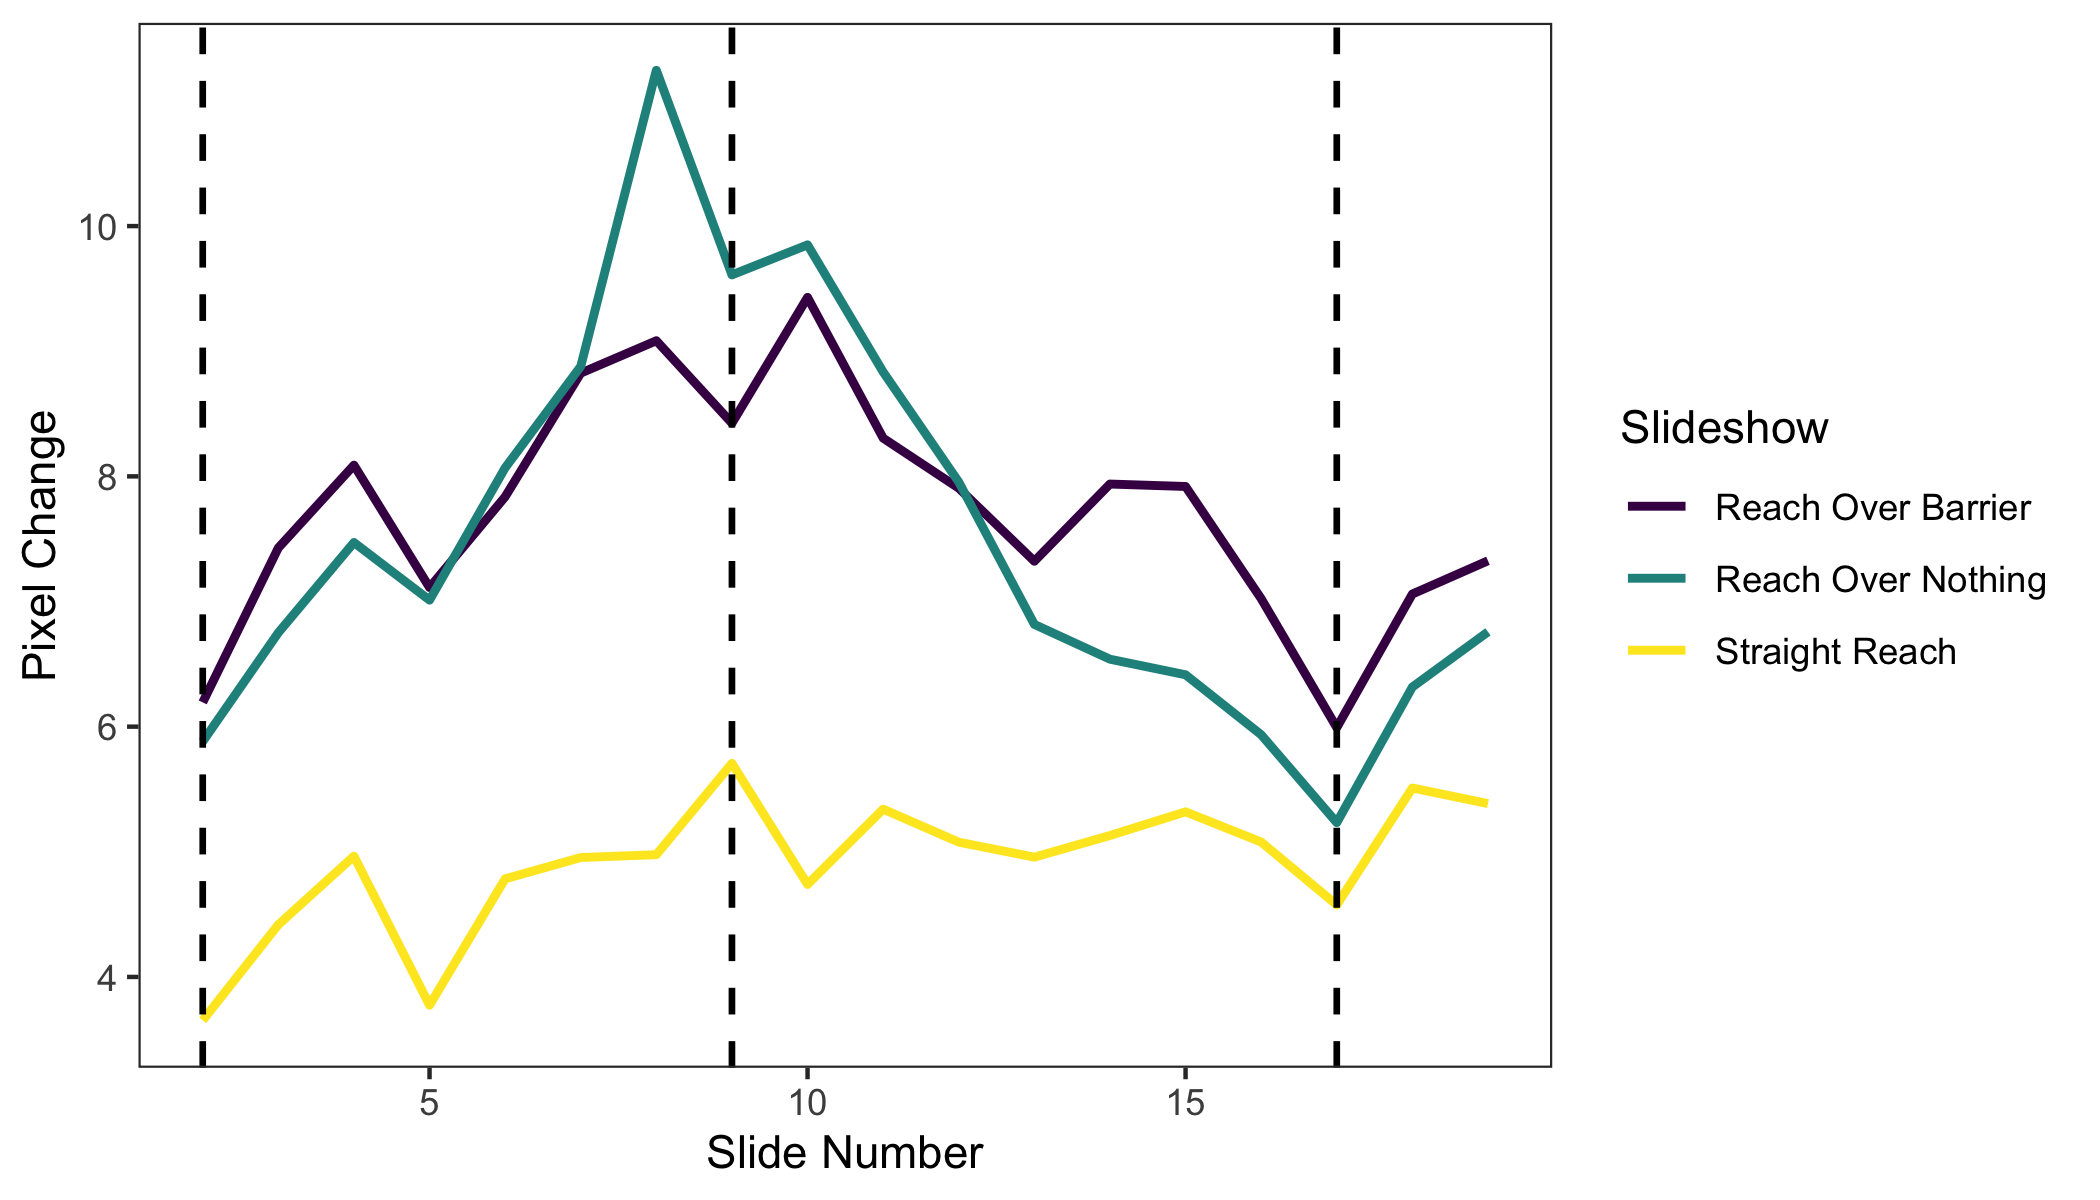 10
8
6
4
Pixel Change
5
10
15
Slide Number
Slideshow
Reach Over Barrier
Reach Over Nothing
Straight Reach